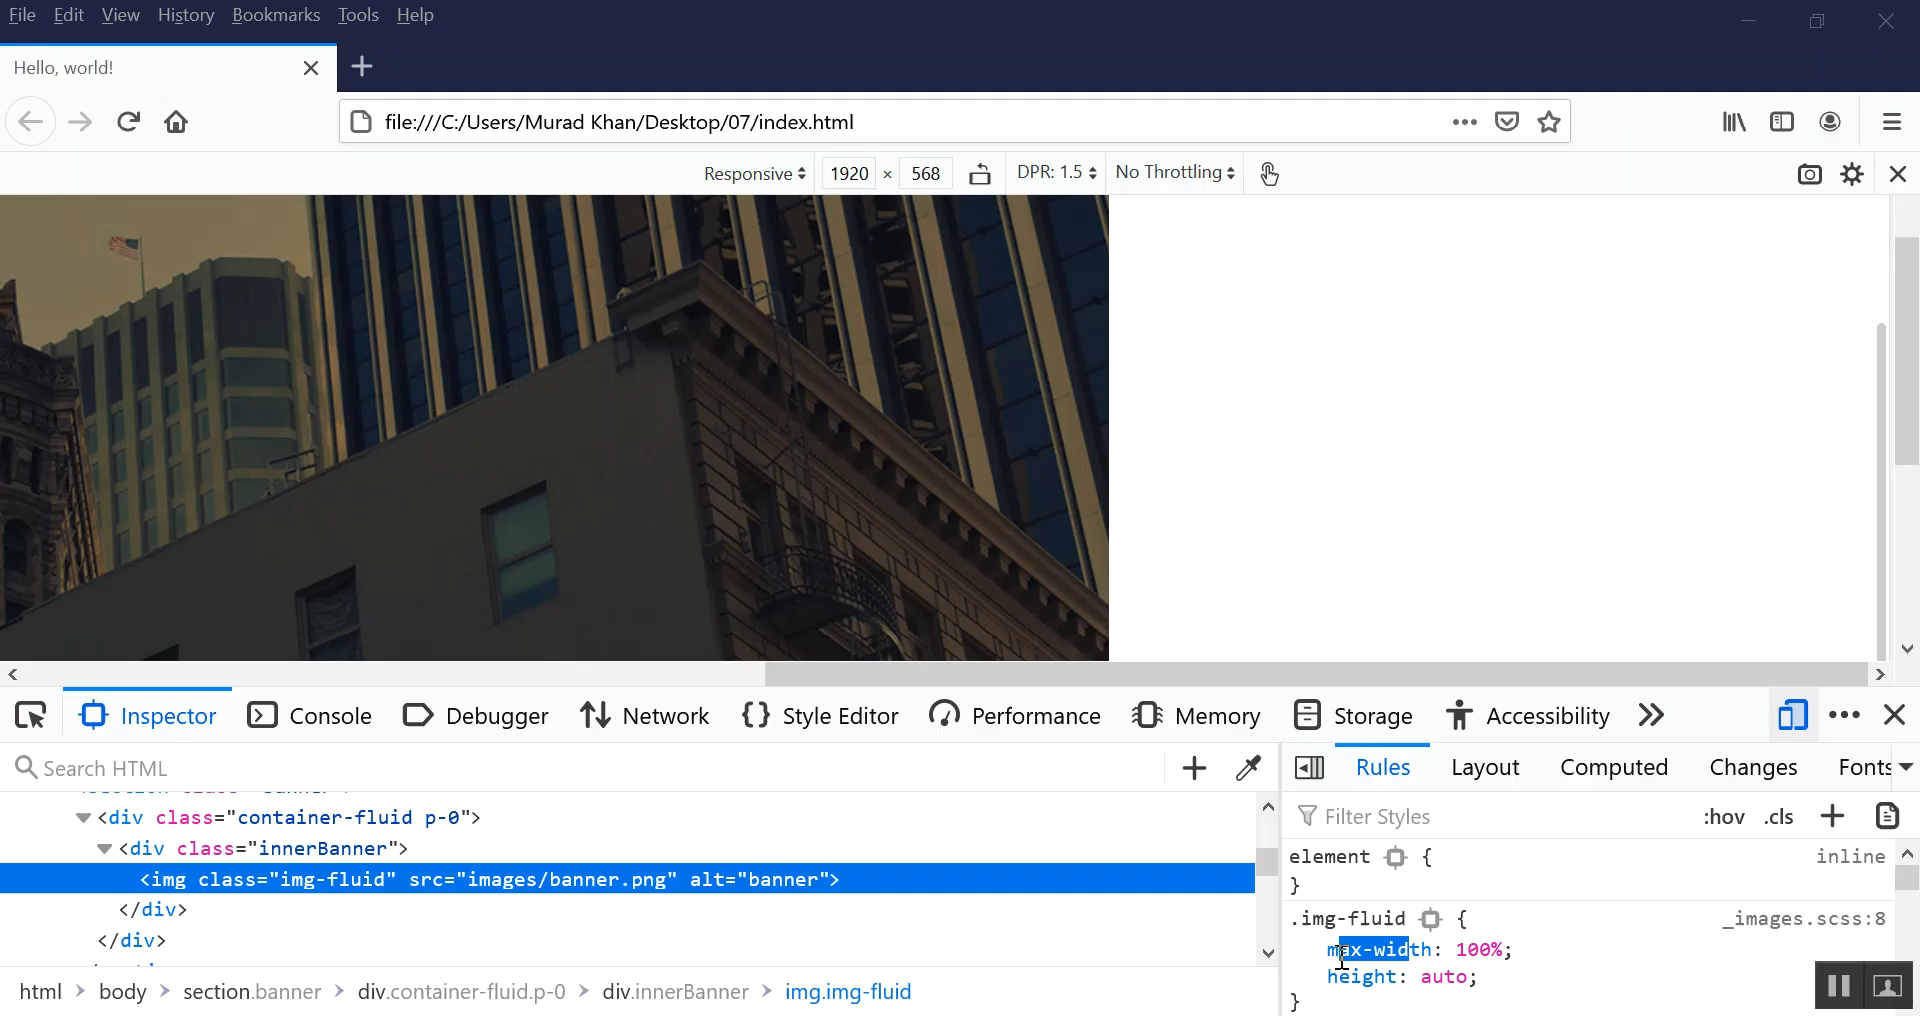 File Edit View History Bookmarks Tools Help
Hello, world!
file:///C:/Users/Murad Khan/Desktop/07/index.html
Responsive 1920 × 568 DPR: 1.5 No Throttling
Inspector Console Debugger Network Style Editor Performance Memory Storage Accessibility
Search HTML
Rules Layout Computed Changes Fonts
<div class="container-fluid p-0">
<div class="innerBanner">
<img class="img-fluid" src="images/banner.png" alt="banner">
</div>
</div>
Filter Styles :hov .cls
element { inline
}
.img-fluid { _images.scss:8
max-width: 100%;
height: auto;
}
html body section.banner div.container-fluid.p-0 div.innerBanner img.img-fluid